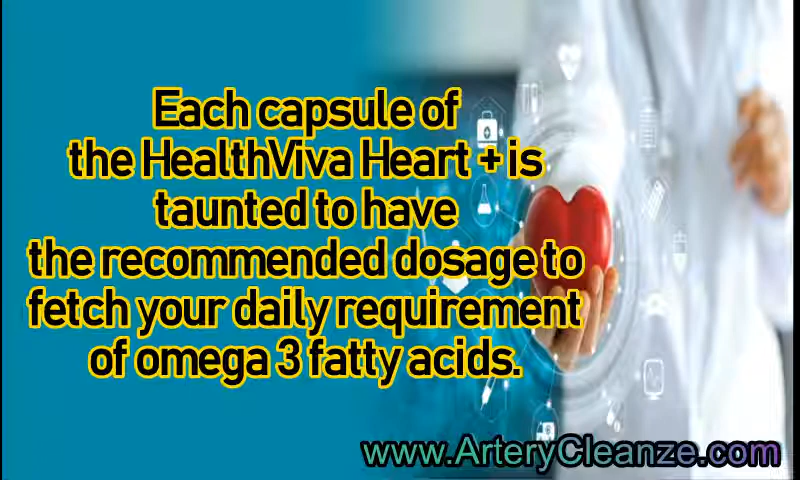 Each capsule of
the HealthViva Heart + is
taunted to have
the recommended dosage to
fetch your daily requirement
of omega 3 fatty acids.
www.ArteryCleanze.com